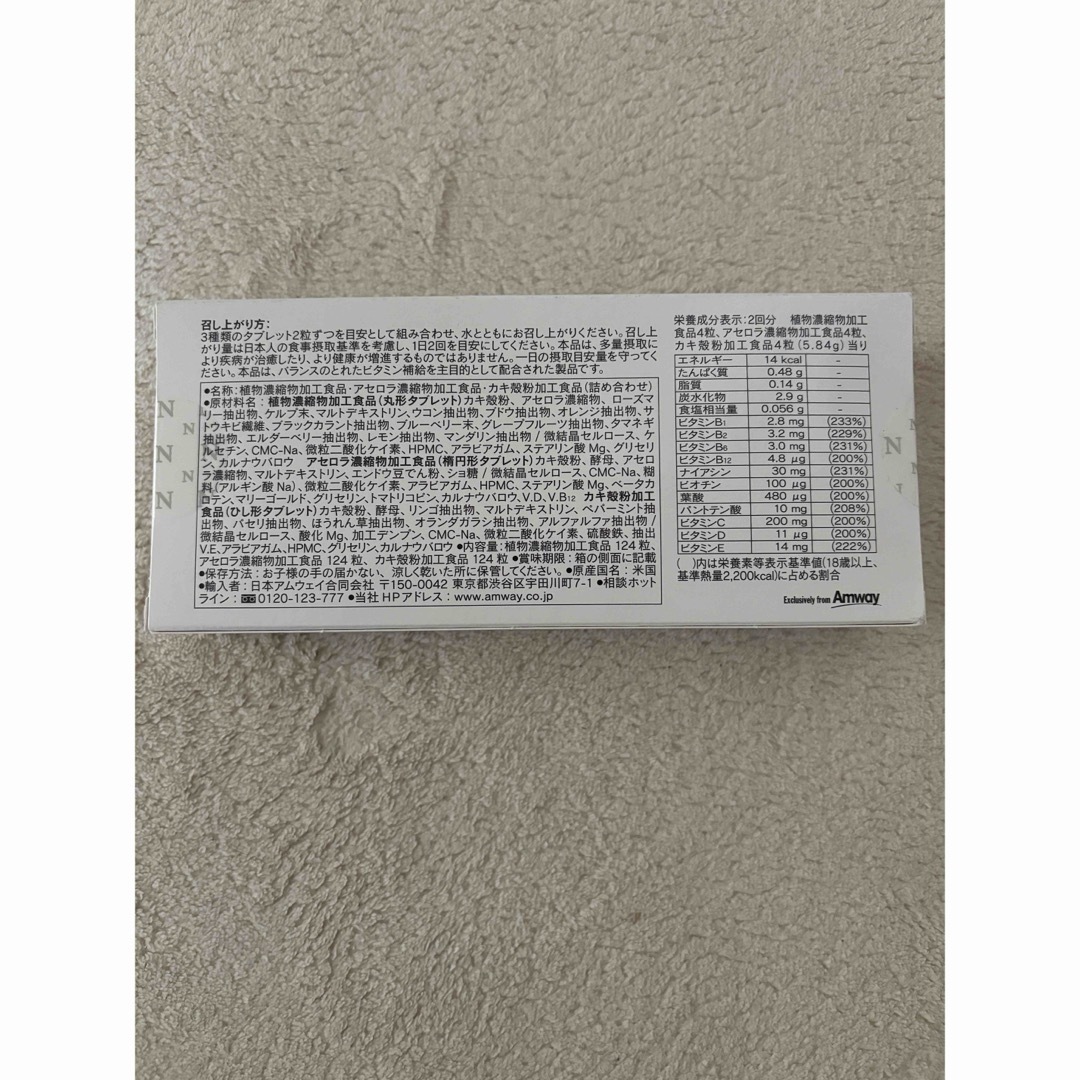 召し上がり方:
3種類のタブレット2粒ずつを目安として組み合わせ、水とともにお召し上がりください。召し上
がり量は日本人の食事摂取基準を考慮し、1日2回を目安にしてください。本品は、多量摂取に
より疾病が治癒したり、より健康が増進するものではありません。一日の摂取目安量を守ってく
ださい。本品は、バランスのとれたビタミン補給を主目的として配合された製品です。
●名称:植物濃縮物加工食品・アセロラ濃縮物加工食品・カキ殻粉加工食品(詰め合わせ)
●原材料名:植物濃縮物加工食品(丸形タブレット)カキ殻粉、アセロラ濃縮物、ローズマ
リー抽出物、ケルプ末、マルトデキストリン、ウコン抽出物、ブドウ抽出物、オレンジ抽出物、サ
トウキビ繊維、ブラックカラント抽出物、ブルーベリー末、グレープフルーツ抽出物、タマネギ
抽出物、エルダーベリー抽出物、レモン抽出物、マンダリン抽出物/微結晶セルロース、ケ
ルセチン、CMC-Na、微粒二酸化ケイ素、HPMC、アラビアガム、ステアリン酸Mg、グリセリ
ン、カルナウバロウ アセロラ濃縮物加工食品(楕円形タブレット)カキ殻粉、酵母、アセロ
ラ濃縮物、マルトデキストリン、エンドウ豆でん粉、ショ糖/微結晶セルロース、CMC-Na、糊
料(アルギン酸Na)、微粒二酸化ケイ素、アラビアガム、HPMC、ステアリン酸Mg、ベータカ
ロテン、マリーゴールド、グリセリン、トマトリコピン、カルナウバロウ、V.D、V.B12 カキ殻粉加工
食品(ひし形タブレット)カキ殻粉、酵母、リンゴ抽出物、マルトデキストリン、ペパーミント抽
出物、パセリ抽出物、ほうれん草抽出物、オランダガラシ抽出物、アルファルファ抽出物/
微結晶セルロース、酸化Mg、加工デンプン、CMC-Na、微粒二酸化ケイ素、硫酸鉄、抽出
V.E、アラビアガム、HPMC、グリセリン、カルナウバロウ ●内容量:植物濃縮物加工食品 124粒、
アセロラ濃縮物加工食品 124粒、カキ殻粉加工食品 124粒 ●賞味期限:箱の側面に記載
●保存方法:お子様の手の届かない、涼しく乾いた所に保管してください。●原産国名:米国
●輸入者:日本アムウェイ合同会社 〒150-0042 東京都渋谷区宇田川町7-1 ●相談ホット
ライン:0120-123-777 ●当社HPアドレス:www.amway.co.jp
栄養成分表示:2回分 植物濃縮物加工
食品4粒、アセロラ濃縮物加工食品4粒、
カキ殻粉加工食品4粒(5.84g)当り
エネルギー 14 kcal -
たんぱく質 0.48 g -
脂質 0.14 g -
炭水化物 2.9 g -
食塩相当量 0.056 g -
ビタミンB1 2.8 mg (233%)
ビタミンB2 3.2 mg (229%)
ビタミンB6 3.0 mg (231%)
ビタミンB12 4.8 μg (200%)
ナイアシン 30 mg (231%)
ビオチン 100 μg (200%)
葉酸 480 μg (200%)
パントテン酸 10 mg (208%)
ビタミンC 200 mg (200%)
ビタミンD 11 μg (200%)
ビタミンE 14 mg (222%)
( )内は栄養素等表示基準値(18歳以上、
基準熱量2,200kcal)に占める割合
Exclusively from Amway